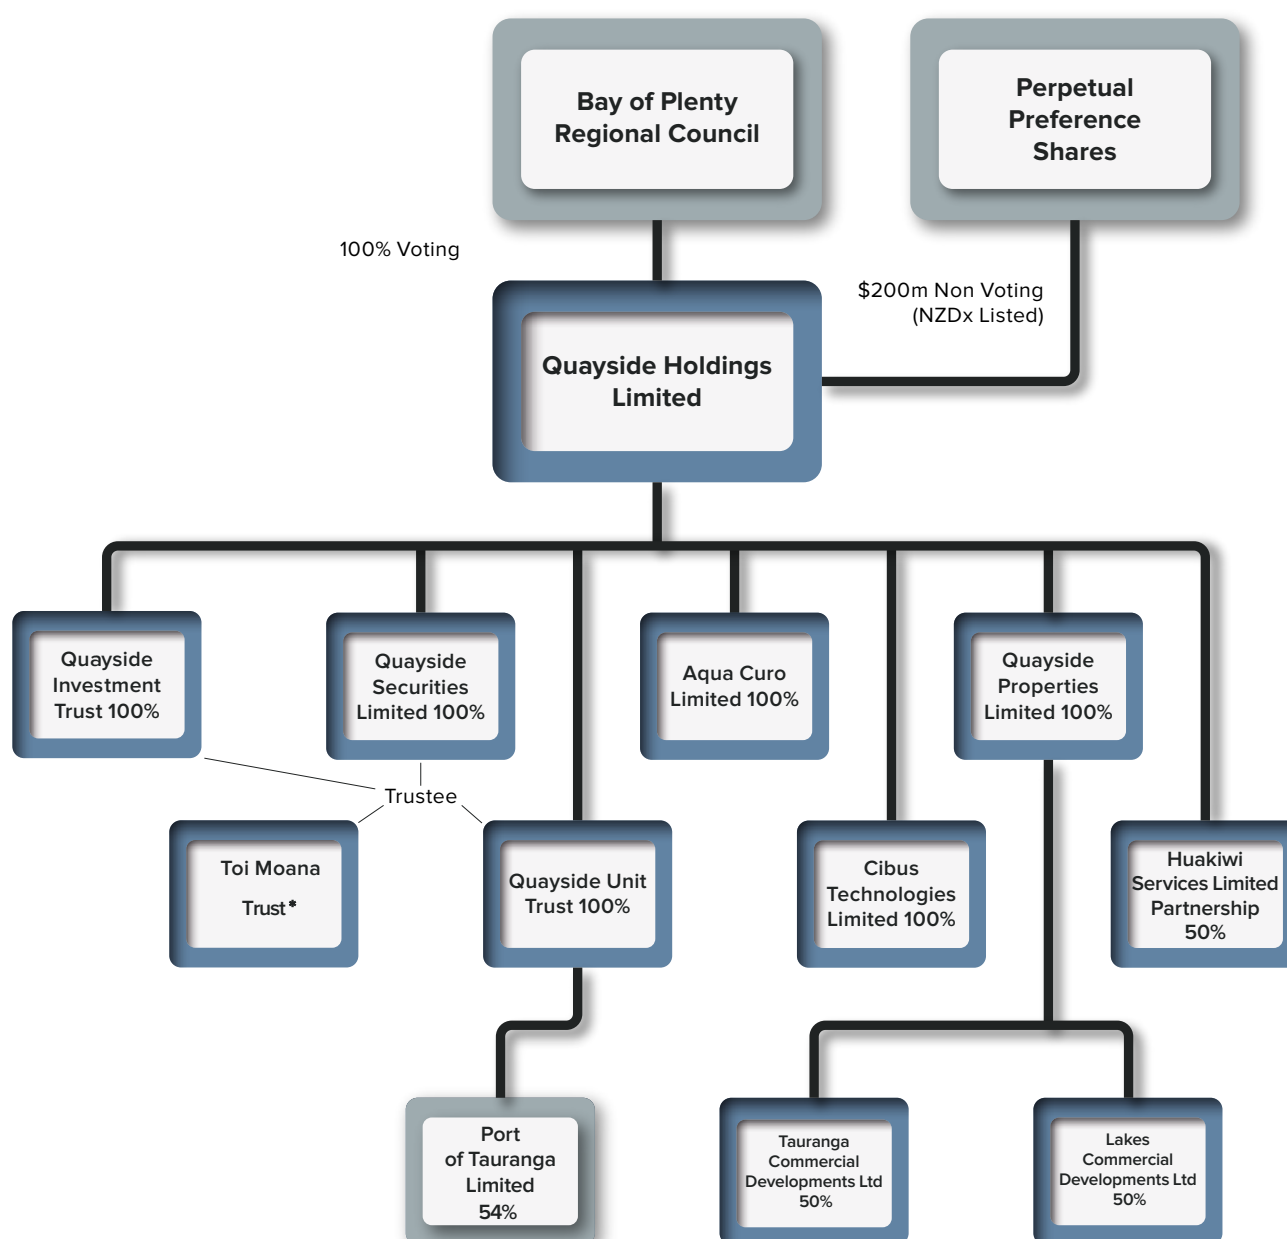 Bay of Plenty
Regional Council
Perpetual
Preference
Shares
100% Voting
$200m Non Voting
(NZDx Listed)
Quayside Holdings
Limited
Quayside
Investment
Trust 100%
Quayside
Securities
Limited 100%
Aqua Curo
Limited 100%
Quayside
Properties
Limited 100%
Trustee
Toi Moana
Trust*
Quayside Unit
Trust 100%
Cibus
Technologies
Limited 100%
Huakiwi
Services Limited
Partnership
50%
Port
of Tauranga
Limited
54%
Tauranga
Commercial
Developments Ltd
50%
Lakes
Commercial
Developments Ltd
50%